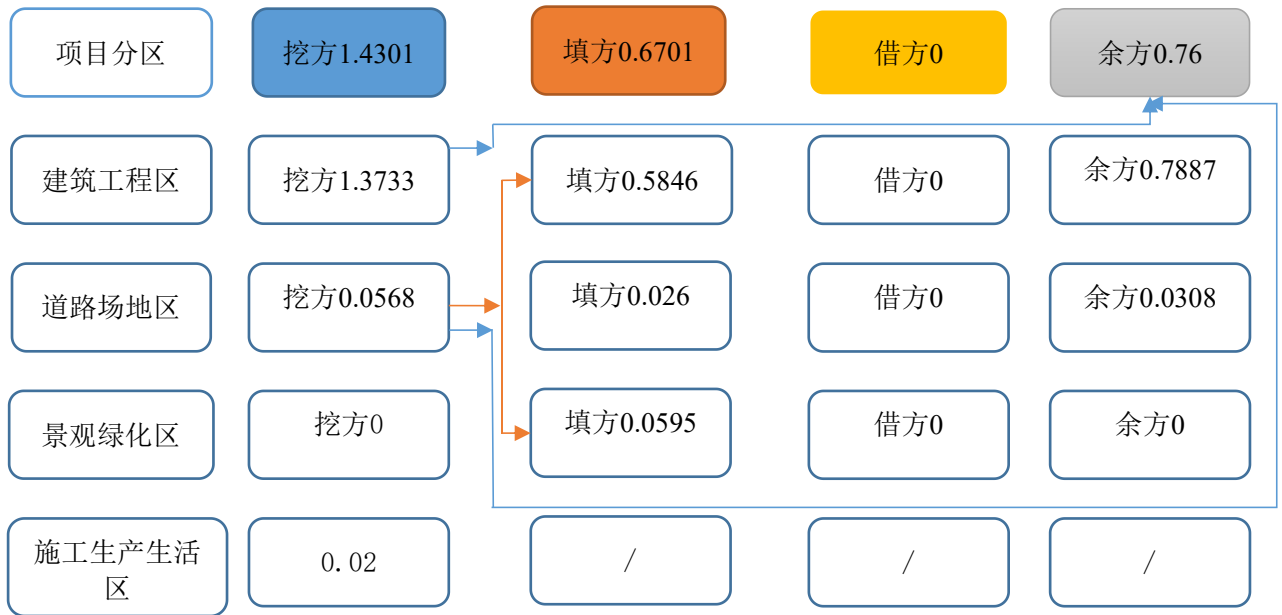 项目分区
挖方1.4301
填方0.6701
借方0
余方0.76
建筑工程区
挖方1.3733
填方0.5846
借方0
余方0.7887
道路场地区
挖方0.0568
填方0.026
借方0
余方0.0308
景观绿化区
挖方0
填方0.0595
借方0
余方0
施工生产生活
区
0.02
/
/
/